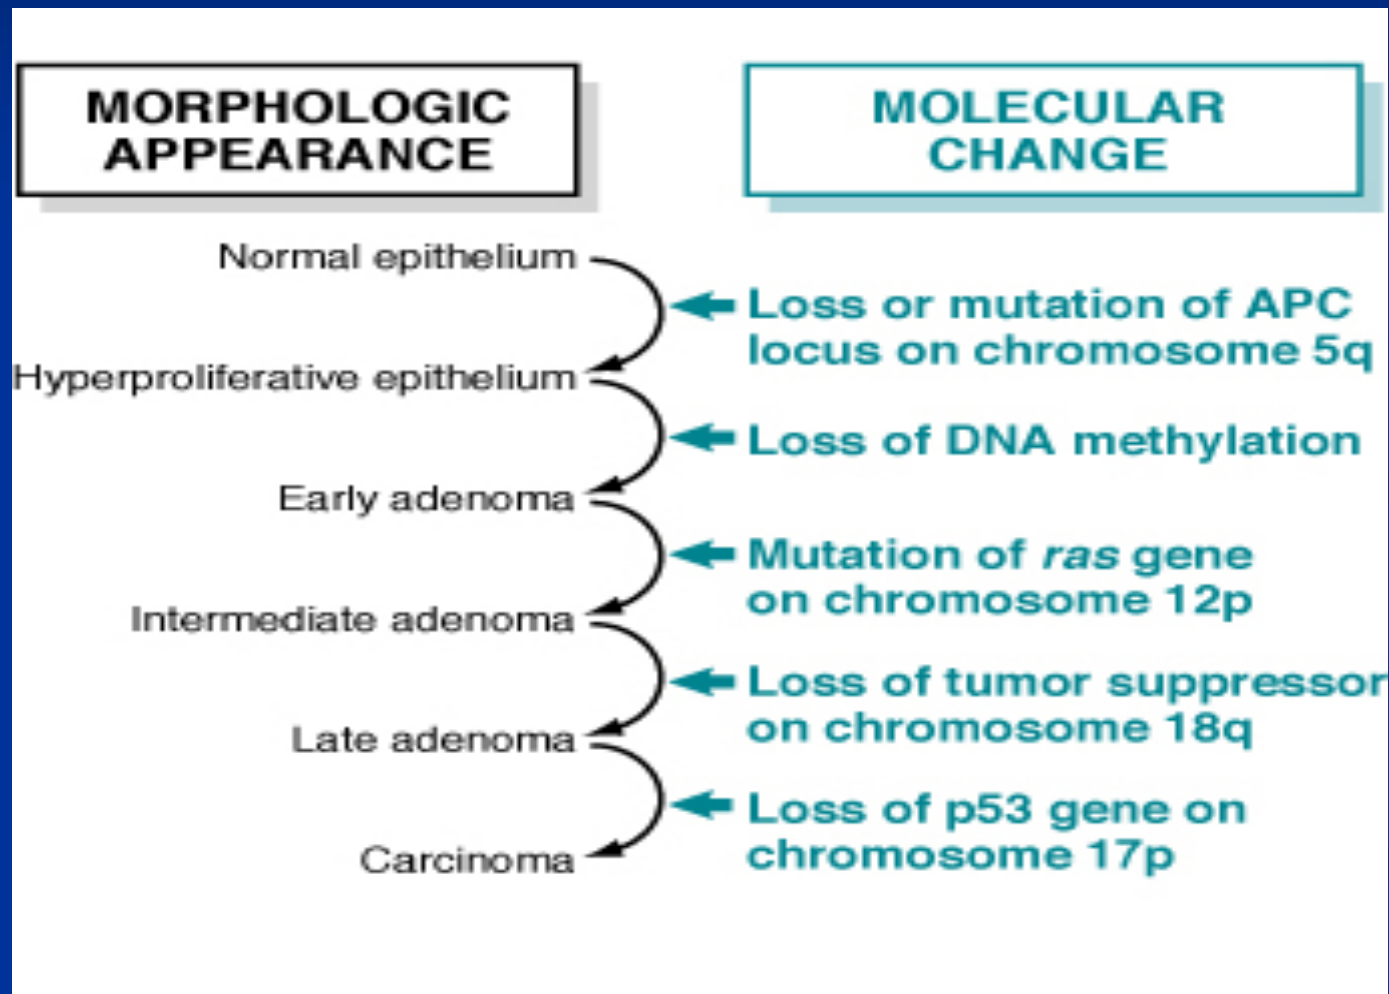 MORPHOLOGIC
APPEARANCE
MOLECULAR
CHANGE
Normal epithelium
Loss or mutation of APC
locus on chromosome 5q
Hyperproliferative epithelium
Loss of DNA methylation
Early adenoma
Mutation of ras gene
on chromosome 12p
Intermediate adenoma
Loss of tumor suppressor
on chromosome 18q
Late adenoma
Loss of p53 gene on
chromosome 17p
Carcinoma